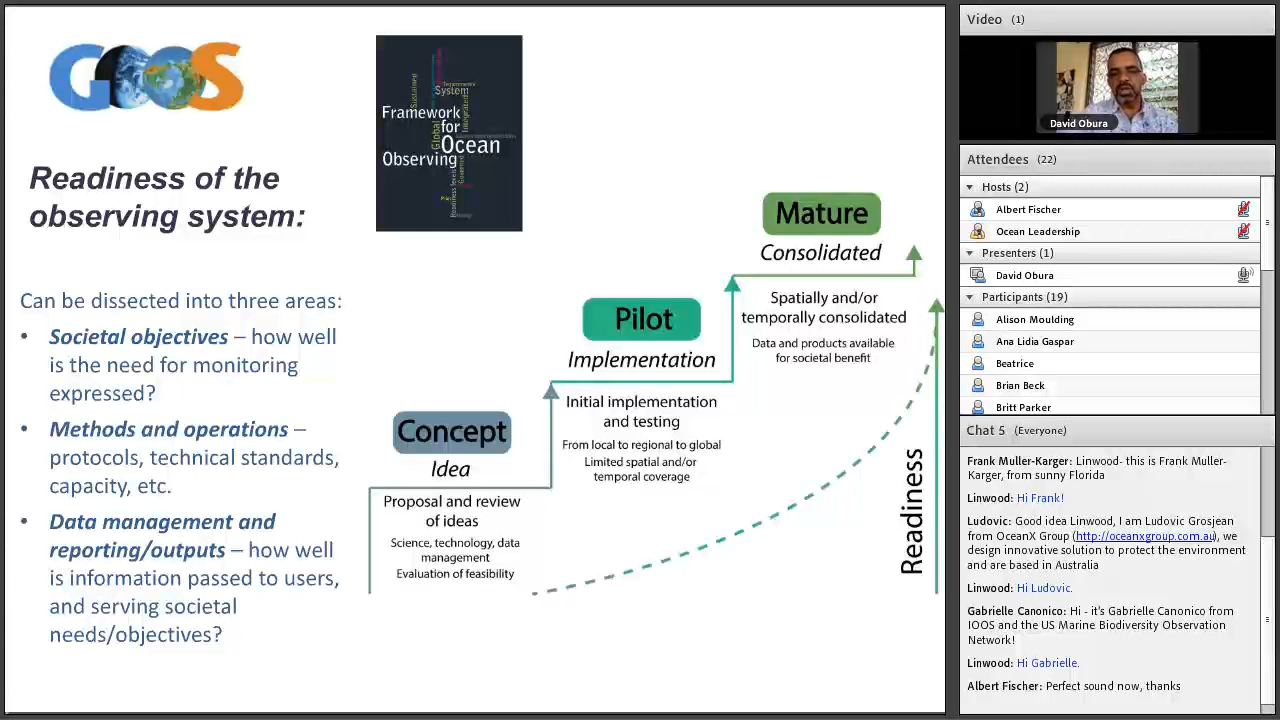 GOOS
Readiness of the
observing system:
Can be dissected into three areas:
• Societal objectives – how well
is the need for monitoring
expressed?
• Methods and operations –
protocols, technical standards,
capacity, etc.
• Data management and
reporting/outputs – how well
is information passed to users,
and serving societal
needs/objectives?
System
Framework
for
Global
Integrated
Ocean
Observing
Sustained
Readiness levels
Concept
Idea
Proposal and review
of ideas
Science, technology, data
management
Evaluation of feasibility
Pilot
Implementation
Initial implementation
and testing
From local to regional to global
Limited spatial and/or
temporal coverage
Mature
Consolidated
Spatially and/or
temporally consolidated
Data and products available
for societal benefit
Readiness
Video (1)
David Obura
Attendees (22)
Hosts (2)
Albert Fischer
Ocean Leadership
Presenters (1)
David Obura
Participants (19)
Alison Moulding
Ana Lidia Gaspar
Beatrice
Brian Beck
Britt Parker
Chat 5 (Everyone)
Frank Muller-Karger: Linwood- this is Frank Muller-
Karger, from sunny Florida
Linwood: Hi Frank!
Ludovic: Good idea Linwood, I am Ludovic Grosjean
from OceanX Group (http://oceanxgroup.com.au), we
design innovative solution to protect the environment
and are based in Australia
Linwood: Hi Ludovic.
Gabrielle Canonico: Hi - it's Gabrielle Canonico from
IOOS and the US Marine Biodiversity Observation
Network!
Linwood: Hi Gabrielle.
Albert Fischer: Perfect sound now, thanks